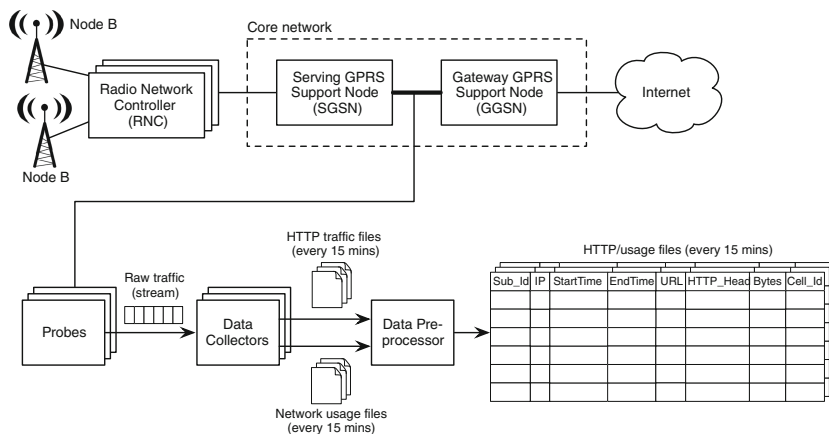 Node B
Core network
Radio Network
Controller
(RNC)
Serving GPRS
Support Node
(SGSN)
Gateway GPRS
Support Node
(GGSN)
Internet
Node B
HTTP traffic files
(every 15 mins)
HTTP/usage files (every 15 mins)
Raw traffic
(stream)
Sub_Id IP StartTime EndTime URL HTTP_Head Bytes Cell_Id
Probes
Data
Collectors
Data Pre-
processor
Network usage files
(every 15 mins)